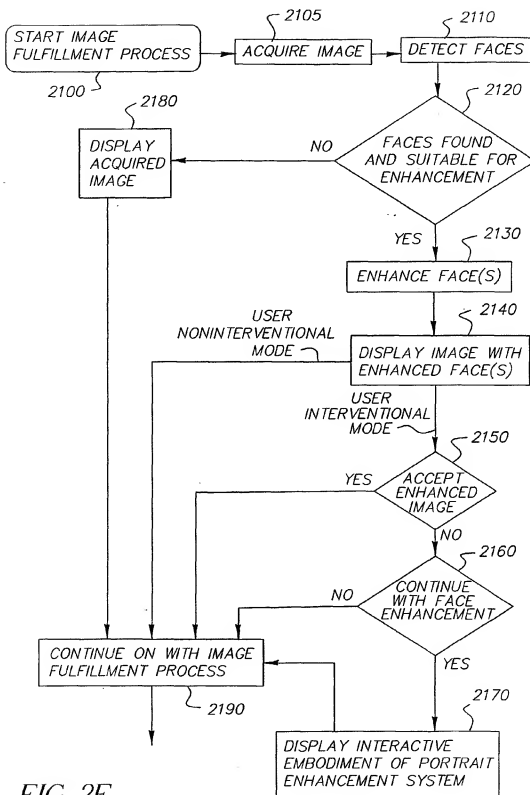 START IMAGE
FULFILLMENT PROCESS
2100
2105
ACQUIRE IMAGE
2110
DETECT FACES
2120
FACES FOUND
AND SUITABLE FOR
ENHANCEMENT
NO
2180
DISPLAY
ACQUIRED
IMAGE
YES
2130
ENHANCE FACE(S)
2140
DISPLAY IMAGE WITH
ENHANCED FACE(S)
USER
NONINTERVENTIONAL
MODE
USER
INTERVENTIONAL
MODE
2150
ACCEPT
ENHANCED
IMAGE
YES
NO
2160
CONTINUE
WITH FACE
ENHANCEMENT
NO
YES
CONTINUE ON WITH IMAGE
FULFILLMENT PROCESS
2190
2170
DISPLAY INTERACTIVE
EMBODIMENT OF PORTRAIT
ENHANCEMENT SYSTEM